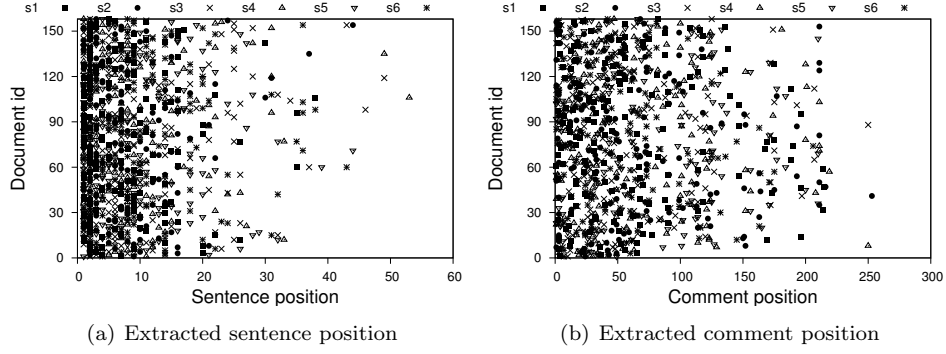 s1 s2 s3 s4 s5 s6
150
120
90
60
30
0
Document id
0 10 20 30 40 50 60
Sentence position
(a) Extracted sentence position
s1 s2 s3 s4 s5 s6
150
120
90
60
30
0
Document id
0 50 100 150 200 250 300
Comment position
(b) Extracted comment position